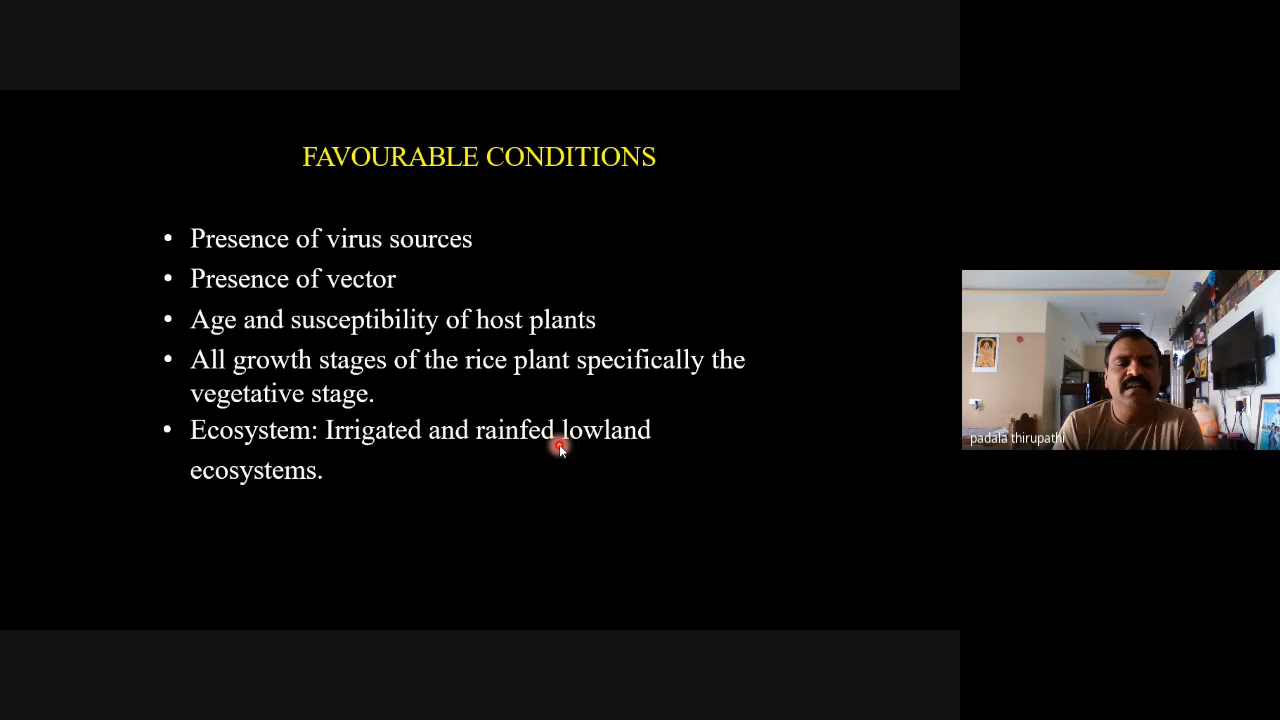 FAVOURABLE CONDITIONS
• Presence of virus sources
• Presence of vector
• Age and susceptibility of host plants
• All growth stages of the rice plant specifically the
vegetative stage.
• Ecosystem: Irrigated and rainfed lowland
ecosystems.
padala thirupathi